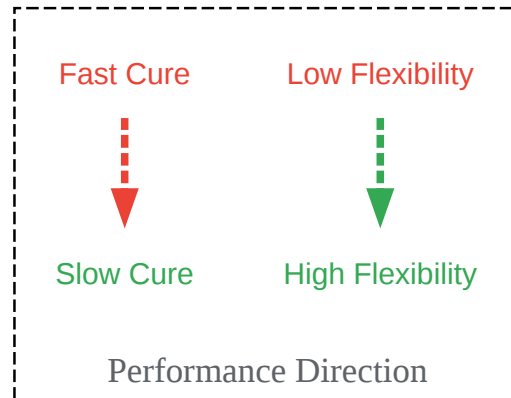 Fast Cure
Low Flexibility
Slow Cure
High Flexibility
Performance Direction